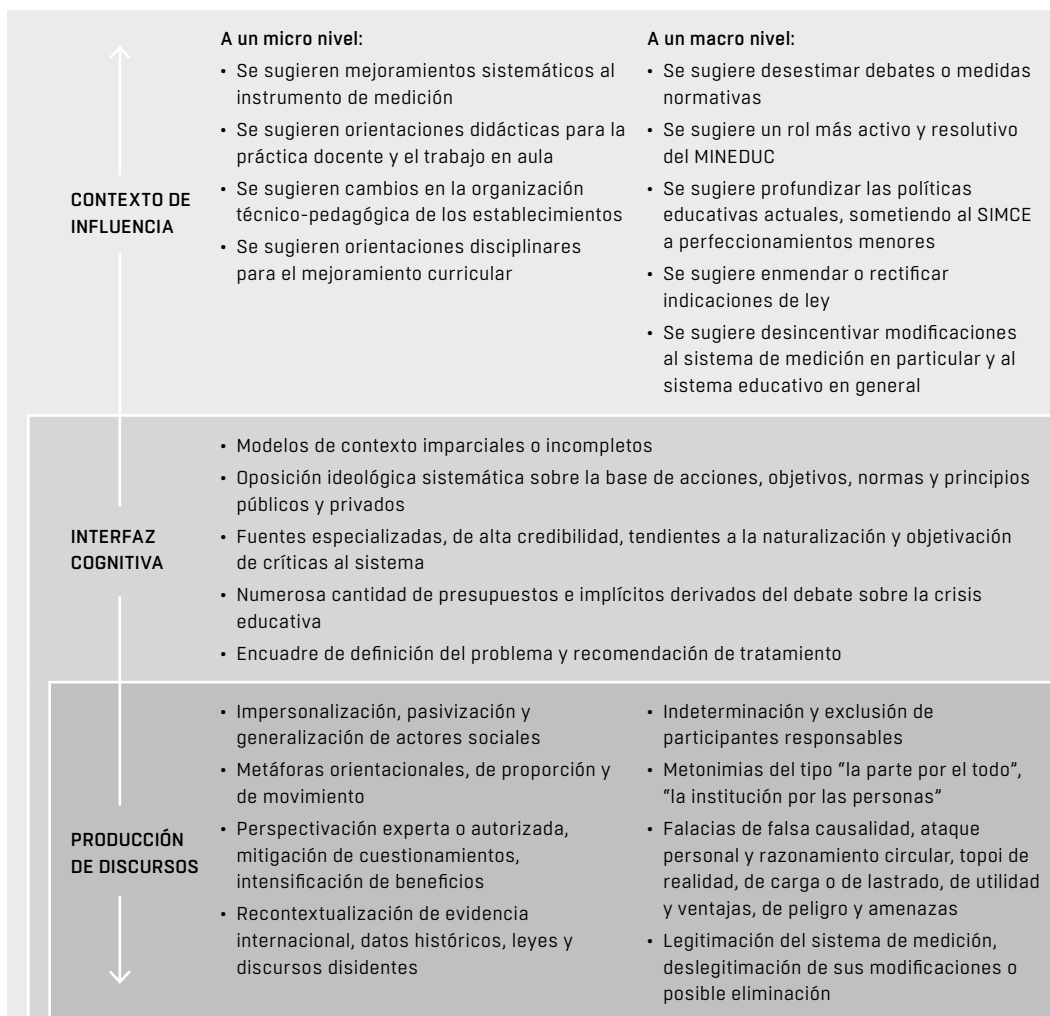 CONTEXTO DE
INFLUENCIA
A un micro nivel:
• Se sugieren mejoramientos sistemáticos al
instrumento de medición
• Se sugieren orientaciones didácticas para la
práctica docente y el trabajo en aula
• Se sugieren cambios en la organización
técnico-pedagógica de los establecimientos
• Se sugieren orientaciones disciplinares
para el mejoramiento curricular
A un macro nivel:
• Se sugiere desestimar debates o medidas
normativas
• Se sugiere un rol más activo y resolutivo
del MINEDUC
• Se sugiere profundizar las políticas
educativas actuales, sometiendo al SIMCE
a perfeccionamientos menores
• Se sugiere enmendar o rectificar
indicaciones de ley
• Se sugiere desincentivar modificaciones
al sistema de medición en particular y al
sistema educativo en general
INTERFAZ
COGNITIVA
• Modelos de contexto imparciales o incompletos
• Oposición ideológica sistemática sobre la base de acciones, objetivos, normas y principios
públicos y privados
• Fuentes especializadas, de alta credibilidad, tendientes a la naturalización y objetivación
de críticas al sistema
• Numerosa cantidad de presupuestos e implícitos derivados del debate sobre la crisis
educativa
• Encuadre de definición del problema y recomendación de tratamiento
PRODUCCIÓN
DE DISCURSOS
• Impersonalización, pasivización y
generalización de actores sociales
• Metáforas orientacionales, de proporción y
de movimiento
• Perspectivación experta o autorizada,
mitigación de cuestionamientos,
intensificación de beneficios
• Recontextualización de evidencia
internacional, datos históricos, leyes y
discursos disidentes
• Indeterminación y exclusión de
participantes responsables
• Metonimias del tipo “la parte por el todo”,
“la institución por las personas”
• Falacias de falsa causalidad, ataque
personal y razonamiento circular, topoi de
realidad, de carga o de lastrado, de utilidad
y ventajas, de peligro y amenazas
• Legitimación del sistema de medición,
deslegitimación de sus modificaciones o
posible eliminación